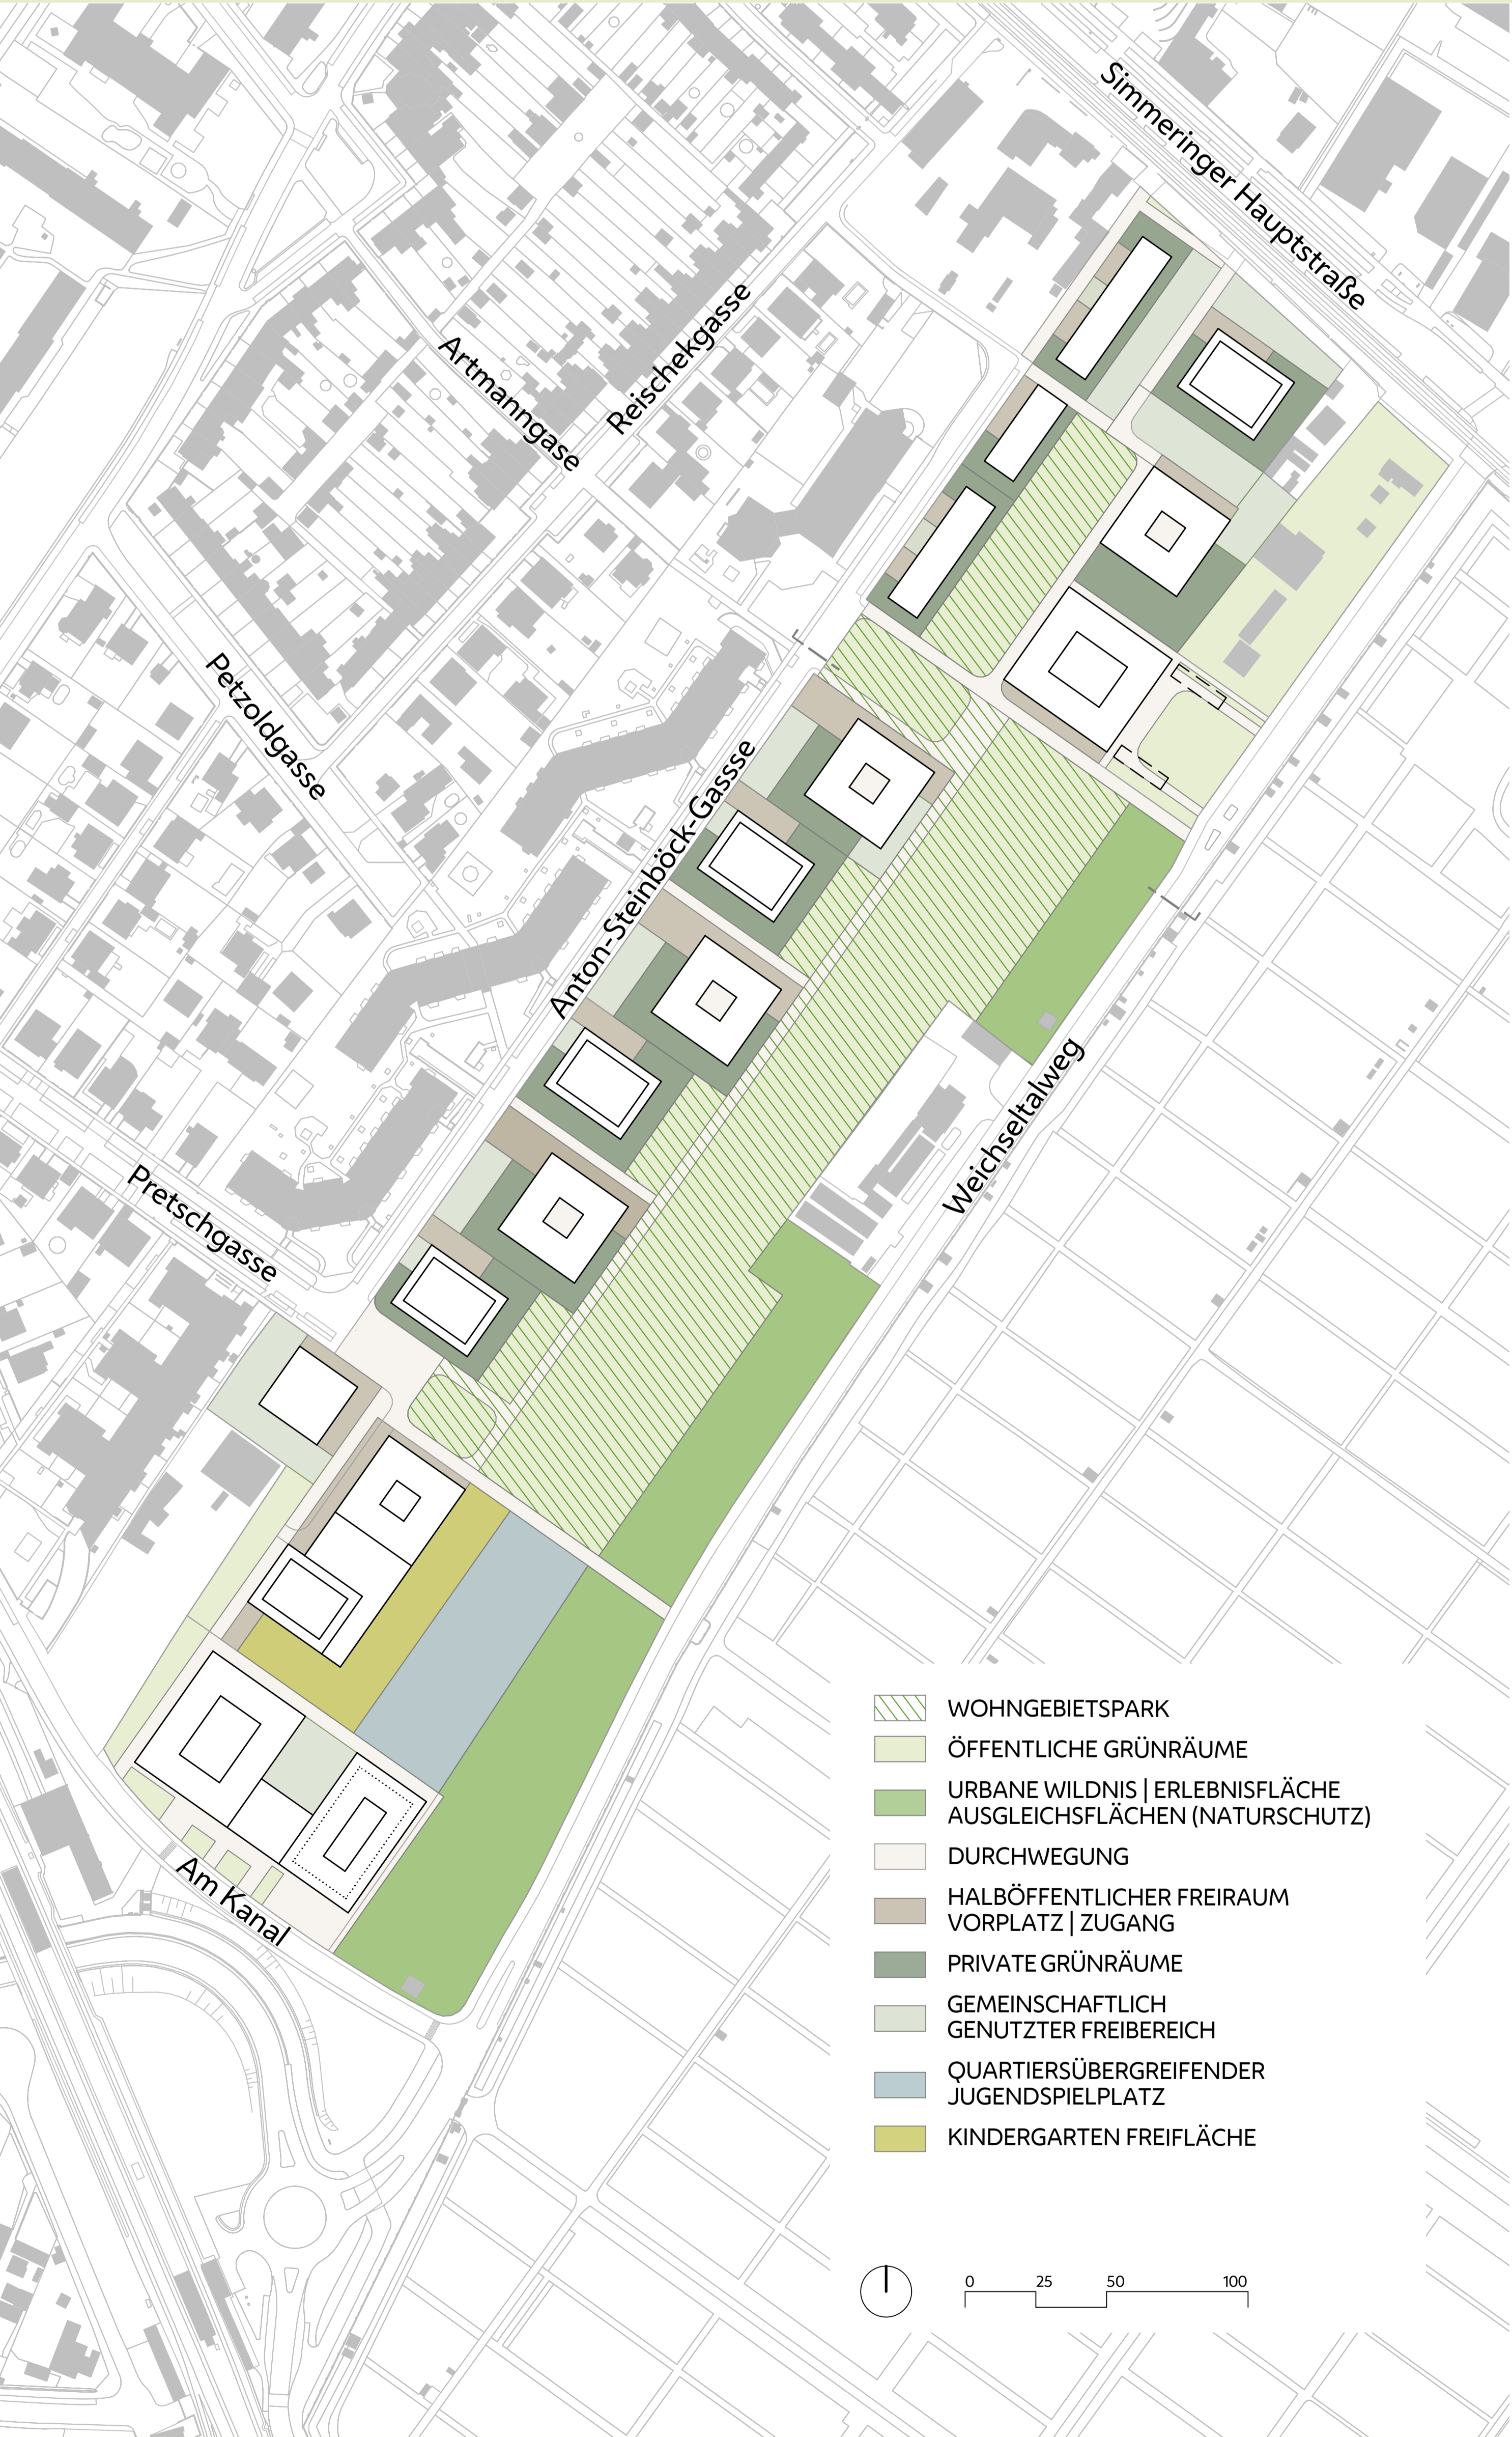 Simmeringer Hauptstraße
Reischekgasse
Artmanngase
Petzoldgasse
Anton-Steinböck-Gassse
Weichseltalweg
Pretschgasse
Am Kanal
WOHNGEBIETSPARK
ÖFFENTLICHE GRÜNRÄUME
URBANE WILDNIS | ERLEBNISFLÄCHE
AUSGLEICHSFLÄCHEN (NATURSCHUTZ)
DURCHWEGUNG
HALBÖFFENTLICHER FREIRAUM
VORPLATZ | ZUGANG
PRIVATE GRÜNRÄUME
GEMEINSCHAFTLICH
GENUTZTER FREIBEREICH
QUARTIERSÜBERGREIFENDER
JUGENDSPIELPLATZ
KINDERGARTEN FREIFLÄCHE
0 25 50 100